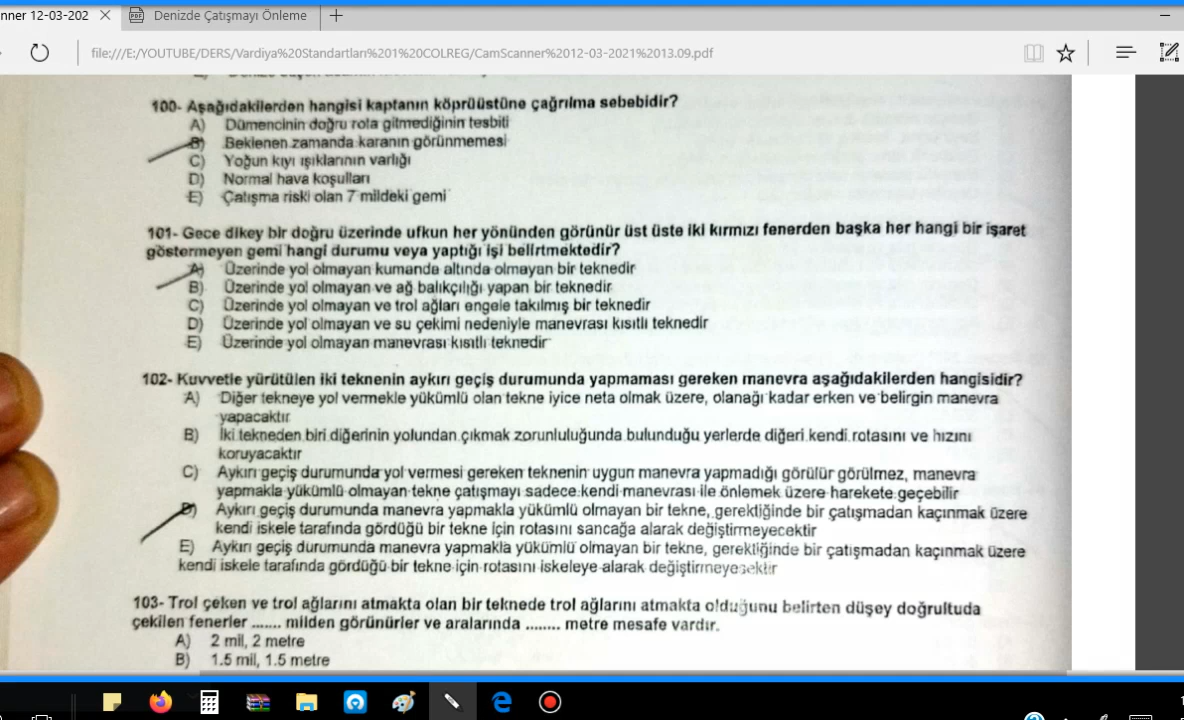 nner 12-03-202
Denizde Çatışmayı Önleme
file:///E:/YOUTUBE/DERS/Vardiya%20Standartları%201%20COLREG/CamScanner%2012-03-2021%2013.09.pdf
100- Aşağıdakilerden hangisi kaptanın köprüüstüne çağrılma sebebidir?
A) Dümencinin doğru rota gitmediğinin tesbiti
B) Beklenen zamanda karanın görünmemesi
C) Yoğun kıyı ışıklarının varlığı
D) Normal hava koşulları
E) Çatışma riski olan 7 mildeki gemi
101- Gece dikey bir doğru üzerinde ufkun her yönünden görünür üst üste iki kırmızı fenerden başka her hangi bir işaret
göstermeyen gemi hangi durumu veya yaptığı işi belirtmektedir?
A) Üzerinde yol olmayan kumanda altında olmayan bir teknedir
B) Üzerinde yol olmayan ve ağ balıkçılığı yapan bir teknedir
C) Üzerinde yol olmayan ve trol ağları engele takılmış bir teknedir
D) Üzerinde yol olmayan ve su çekimi nedeniyle manevrası kısıtlı teknedir
E) Üzerinde yol olmayan manevrası kısıtlı teknedir
102- Kuvvetle yürütülen iki teknenin aykırı geçiş durumunda yapmaması gereken manevra aşağıdakilerden hangisidir?
A) Diğer tekneye yol vermekle yükümlü olan tekne iyice neta olmak üzere, olanağı kadar erken ve belirgin manevra
yapacaktır
B) İki tekneden biri diğerinin yolundan çıkmak zorunluluğunda bulunduğu yerlerde diğeri kendi rotasını ve hızını
koruyacaktır
C) Aykırı geçiş durumunda yol vermesi gereken teknenin uygun manevra yapmadığı görülür görülmez, manevra
yapmakla yükümlü olmayan tekne çatışmayı sadece kendi manevrası ile önlemek üzere harekete geçebilir
D) Aykırı geçiş durumunda manevra yapmakla yükümlü olmayan bir tekne, gerektiğinde bir çatışmadan kaçınmak üzere
kendi iskele tarafında gördüğü bir tekne için rotasını sancağa alarak değiştirmeyecektir
E) Aykırı geçiş durumunda manevra yapmakla yükümlü olmayan bir tekne, gerektiğinde bir çatışmadan kaçınmak üzere
kendi iskele tarafında gördüğü bir tekne için rotasını iskeleye alarak değiştirmeyecektir
103- Trol çeken ve trol ağlarını atmakta olan bir teknede trol ağlarını atmakta olduğunu belirten düşey doğrultuda
çekilen fenerler ....... milden görünürler ve aralarında ........ metre mesafe vardır.
A) 2 mil, 2 metre
B) 1.5 mil, 1.5 metre